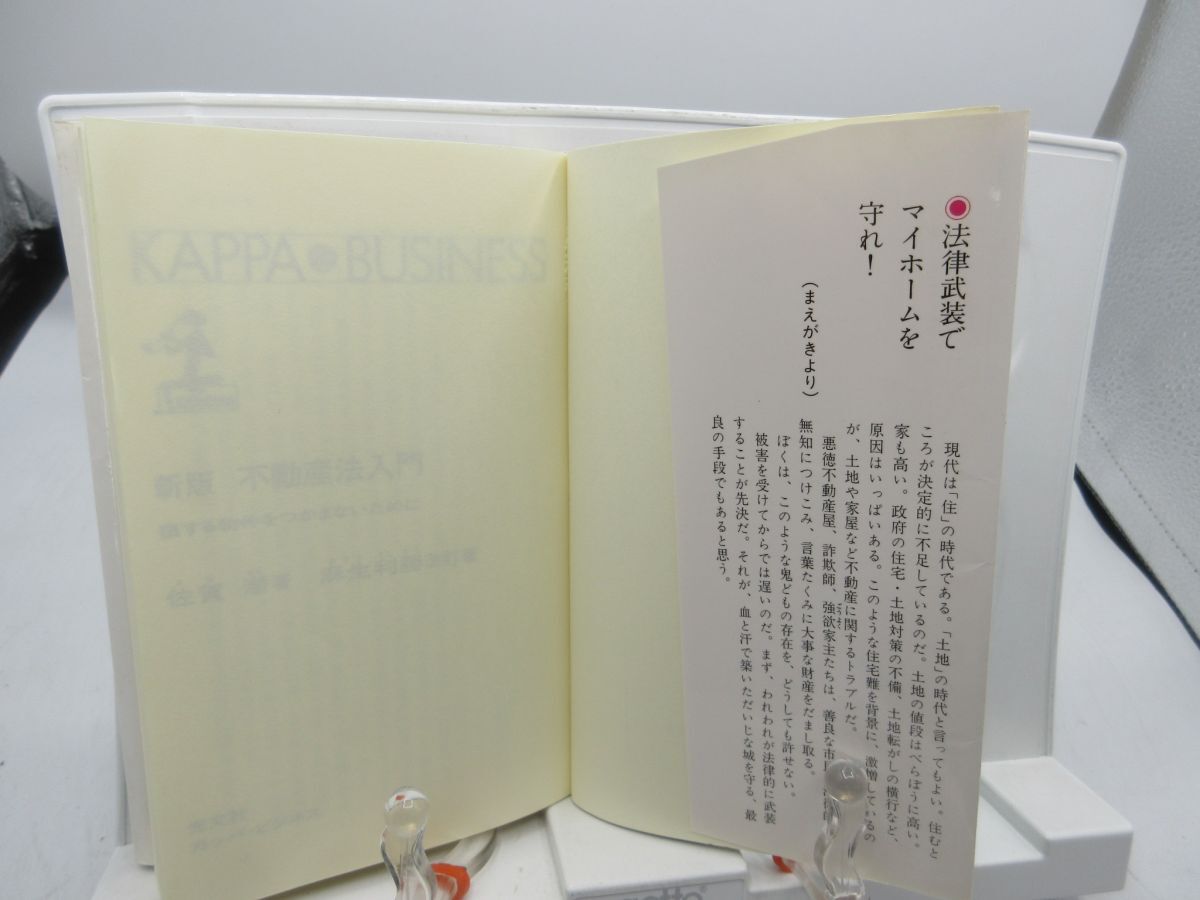 ◉法律武装で
マイホームを
守れ!
(まえがきより)
現代は「住」の時代である。「土地」の時代と言ってもよい。住むと
ころが決定的に不足しているのだ。土地の値段はべらぼうに高い。
家も高い。政府の住宅・土地対策の不備、土地転がしの横行など、
原因はいっぱいある。このような住宅難を背景に、激増しているの
が、土地や家屋など不動産に関するトラブルだ。
悪徳不動産屋、詐欺師、強欲家主たちは、善良な市民
無知につけこみ、言葉たくみに大事な財産をだまし取る。
ぼくは、このような鬼どもの存在を、どうしても許せない。
被害を受けてからでは遅いのだ。まず、われわれが法律的に武装
することが先決だ。それが、血と汗で築いただいじな城を守る、最
良の手段でもあると思う。
KAPPA BUSINESS
新版 不動産法入門